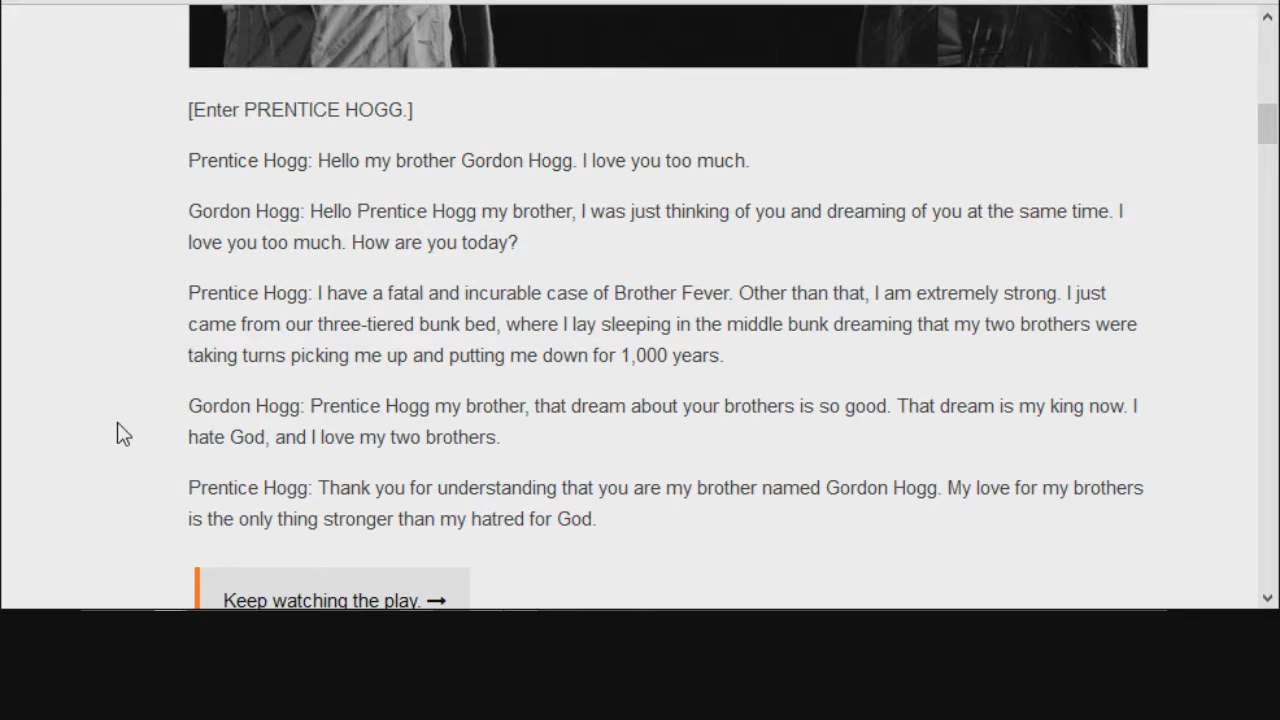 [Enter PRENTICE HOGG.]
Prentice Hogg: Hello my brother Gordon Hogg. I love you too much.
Gordon Hogg: Hello Prentice Hogg my brother, I was just thinking of you and dreaming of you at the same time. I
love you too much. How are you today?
Prentice Hogg: I have a fatal and incurable case of Brother Fever. Other than that, I am extremely strong. I just
came from our three-tiered bunk bed, where I lay sleeping in the middle bunk dreaming that my two brothers were
taking turns picking me up and putting me down for 1,000 years.
Gordon Hogg: Prentice Hogg my brother, that dream about your brothers is so good. That dream is my king now. I
hate God, and I love my two brothers.
Prentice Hogg: Thank you for understanding that you are my brother named Gordon Hogg. My love for my brothers
is the only thing stronger than my hatred for God.
Keep watching the play. →